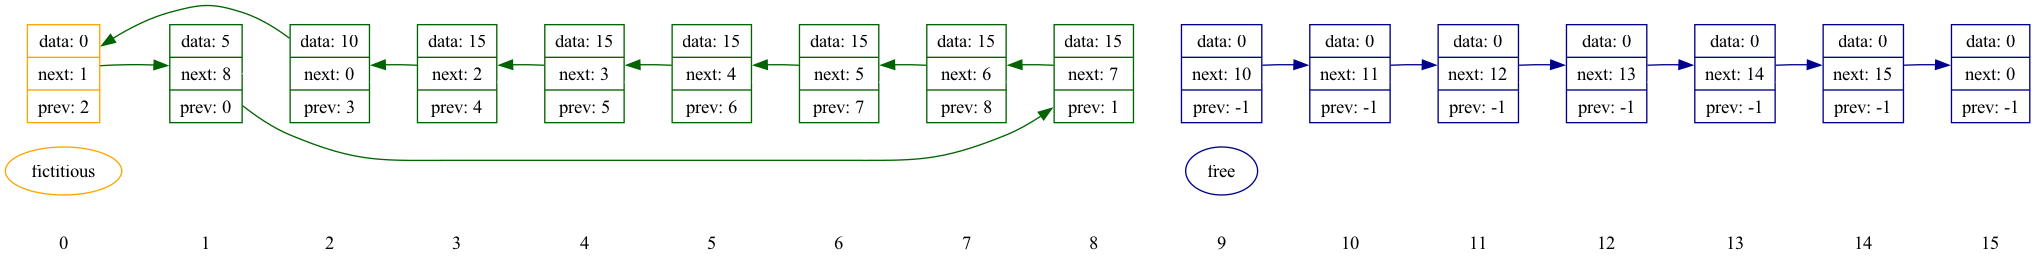 data: 0
next: 1
prev: 2
data: 5
next: 8
prev: 0
data: 10
next: 0
prev: 3
data: 15
next: 2
prev: 4
data: 15
next: 3
prev: 5
data: 15
next: 4
prev: 6
data: 15
next: 5
prev: 7
data: 15
next: 6
prev: 8
data: 15
next: 7
prev: 1
data: 0
next: 10
prev: -1
data: 0
next: 11
prev: -1
data: 0
next: 12
prev: -1
data: 0
next: 13
prev: -1
data: 0
next: 14
prev: -1
data: 0
next: 15
prev: -1
data: 0
next: 0
prev: -1
fictitious
free
0
1
2
3
4
5
6
7
8
9
10
11
12
13
14
15